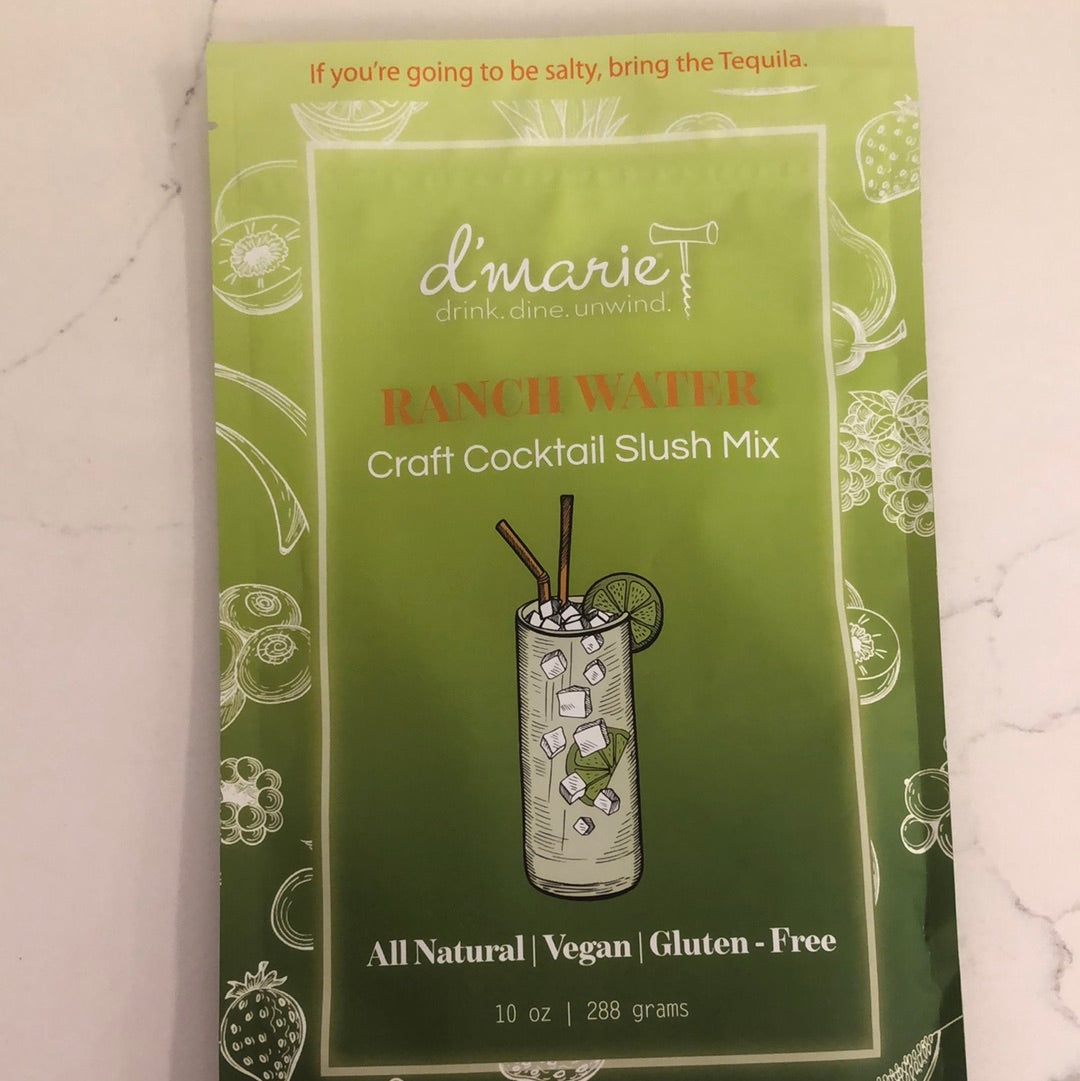 If you're going to be salty, bring the Tequila.
d'marie
drink. dine. unwind.
RANCH WATER
Craft Cocktail Slush Mix
All Natural | Vegan | Gluten - Free
10 oz | 288 grams